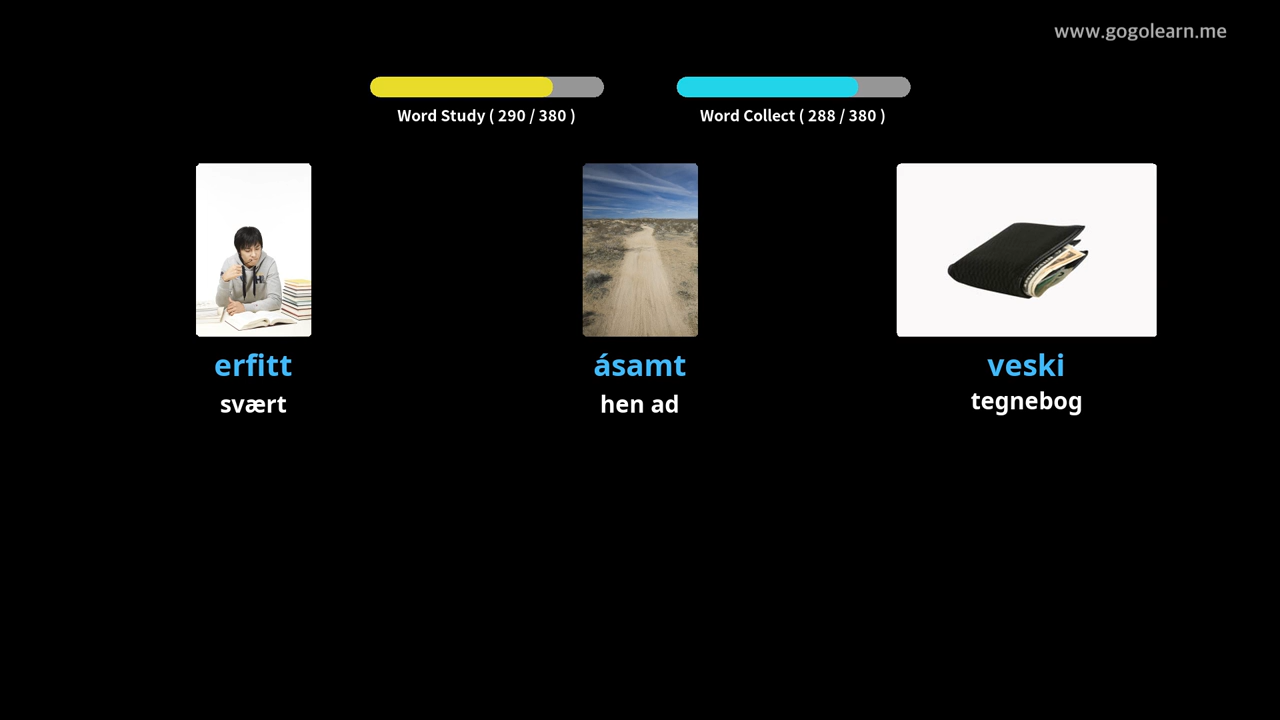 www.gogolearn.me
Word Study ( 290 / 380 )
Word Collect ( 288 / 380 )
erfitt
svært
ásamt
hen ad
veski
tegnebog